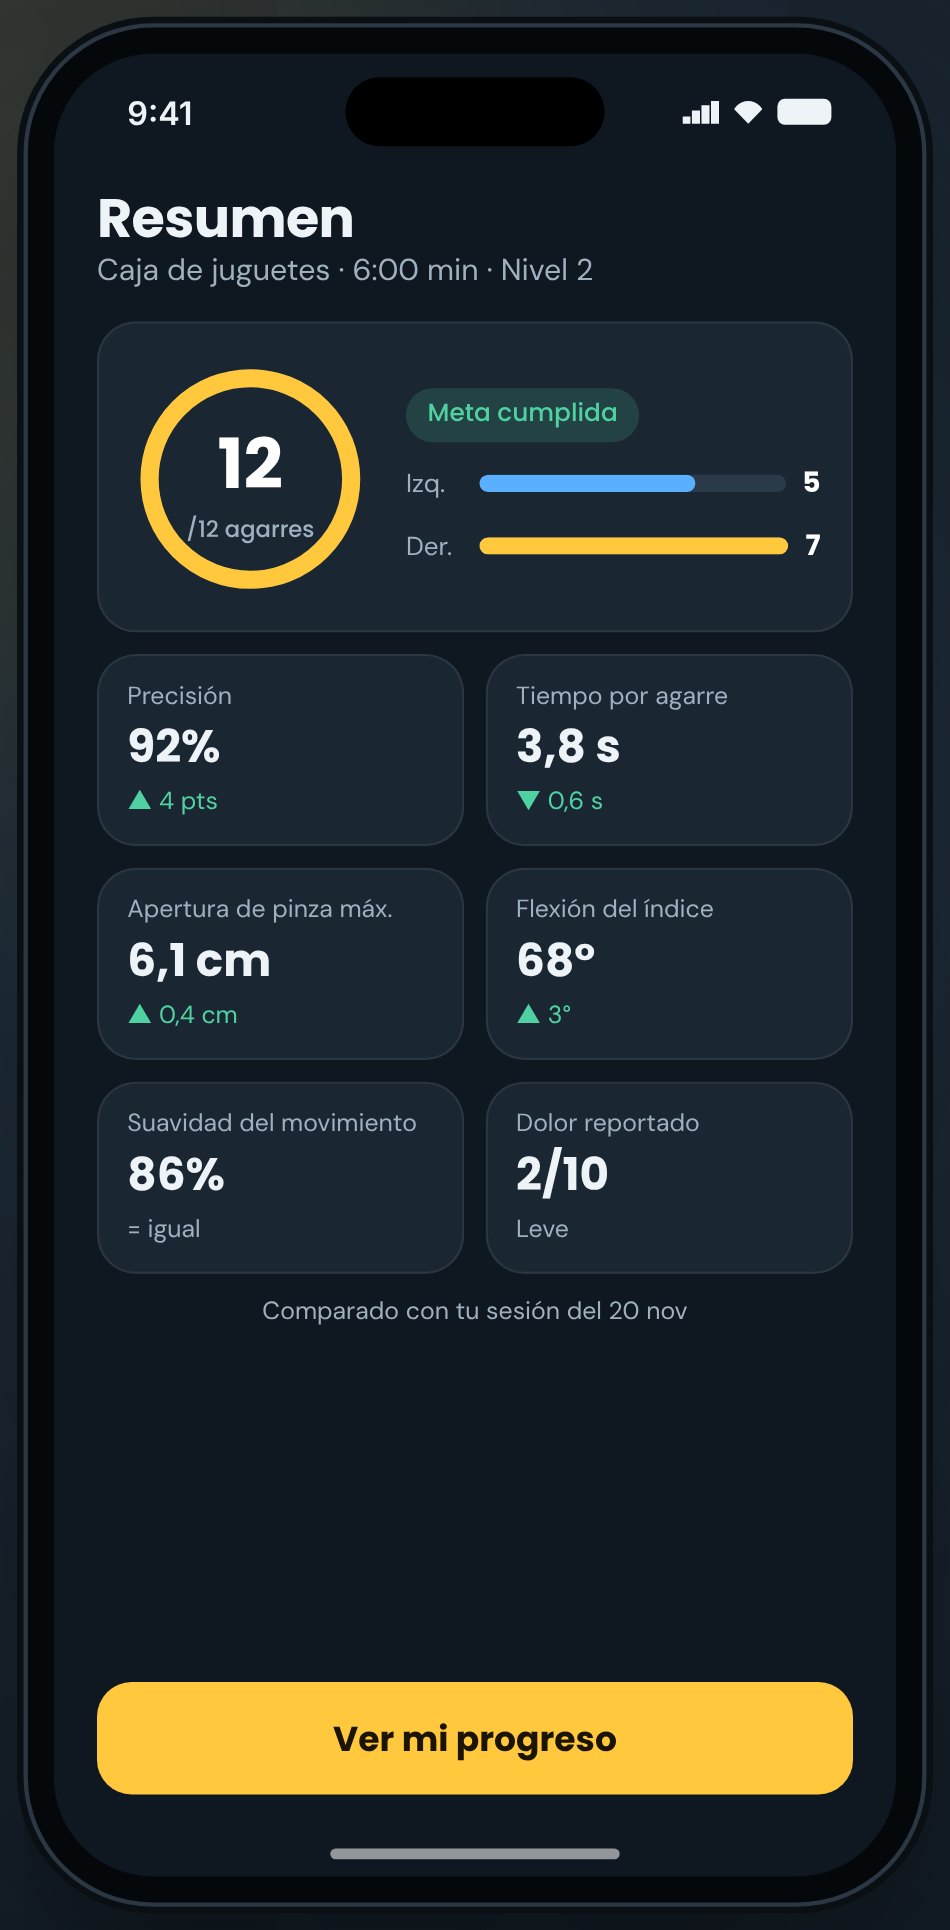 9:41
Resumen
Caja de juguetes · 6:00 min · Nivel 2
12
/12 agarres
Meta cumplida
Izq. 5
Der. 7
Precisión
92%
▲ 4 pts
Tiempo por agarre
3,8 s
▼ 0,6 s
Apertura de pinza máx.
6,1 cm
▲ 0,4 cm
Flexión del índice
68°
▲ 3°
Suavidad del movimiento
86%
= igual
Dolor reportado
2/10
Leve
Comparado con tu sesión del 20 nov
Ver mi progreso